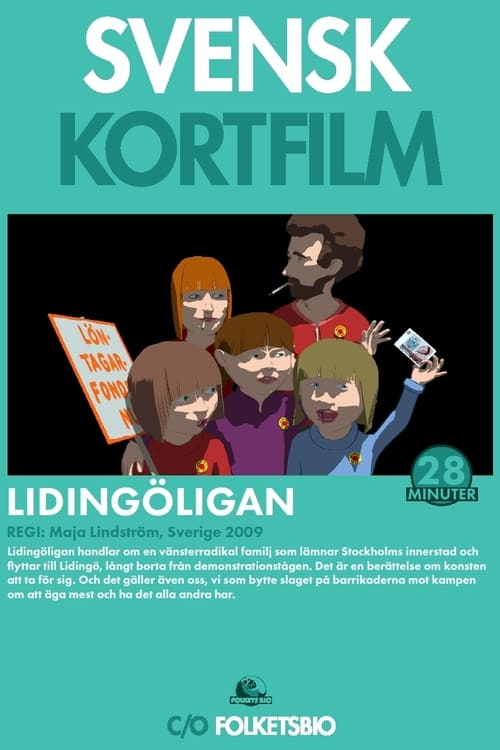 SVENSK
KORTFILM
LÖN-
TAGAR-
FOND
N
28
MINUTER
LIDINGÖLIGAN
REGI: Maja Lindström, Sverige 2009
Lidingöligan handlar om en vänsterradikal familj som lämnar Stockholms innerstad och
flyttar till Lidingö, långt borta från demonstrationstågen. Det är en berättelse om konsten
att ta för sig. Och det gäller även oss, vi som bytte slaget på barrikaderna mot kampen
om att äga mest och ha det alla andra har.
FOLKETS BIO
C/O FOLKETSBIO